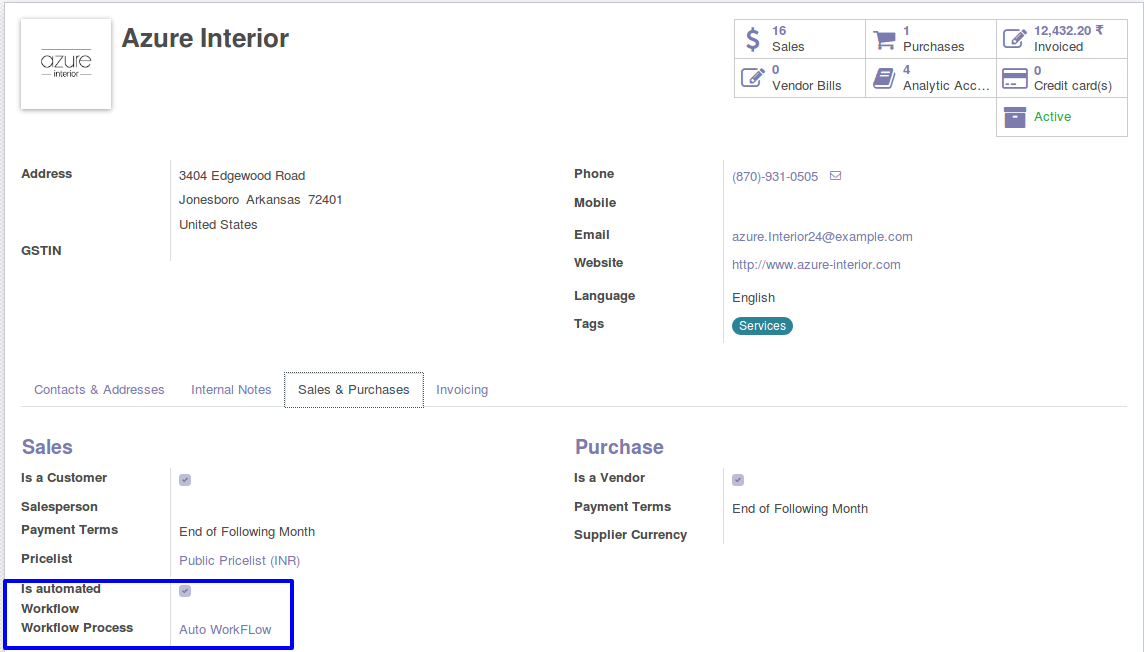 azure
interior
Azure Interior
16
Sales
1
Purchases
12,432.20 ₹
Invoiced
0
Vendor Bills
4
Analytic Acc...
0
Credit card(s)
Active
Address
3404 Edgewood Road
Jonesboro Arkansas 72401
United States
GSTIN
Phone
(870)-931-0505
Mobile
Email
azure.Interior24@example.com
Website
http://www.azure-interior.com
Language
English
Tags
Services
Contacts & Addresses
Internal Notes
Sales & Purchases
Invoicing
Sales
Is a Customer
Salesperson
Payment Terms
End of Following Month
Pricelist
Public Pricelist (INR)
Is automated
Workflow
Workflow Process
Auto WorkFLow
Purchase
Is a Vendor
Payment Terms
End of Following Month
Supplier Currency